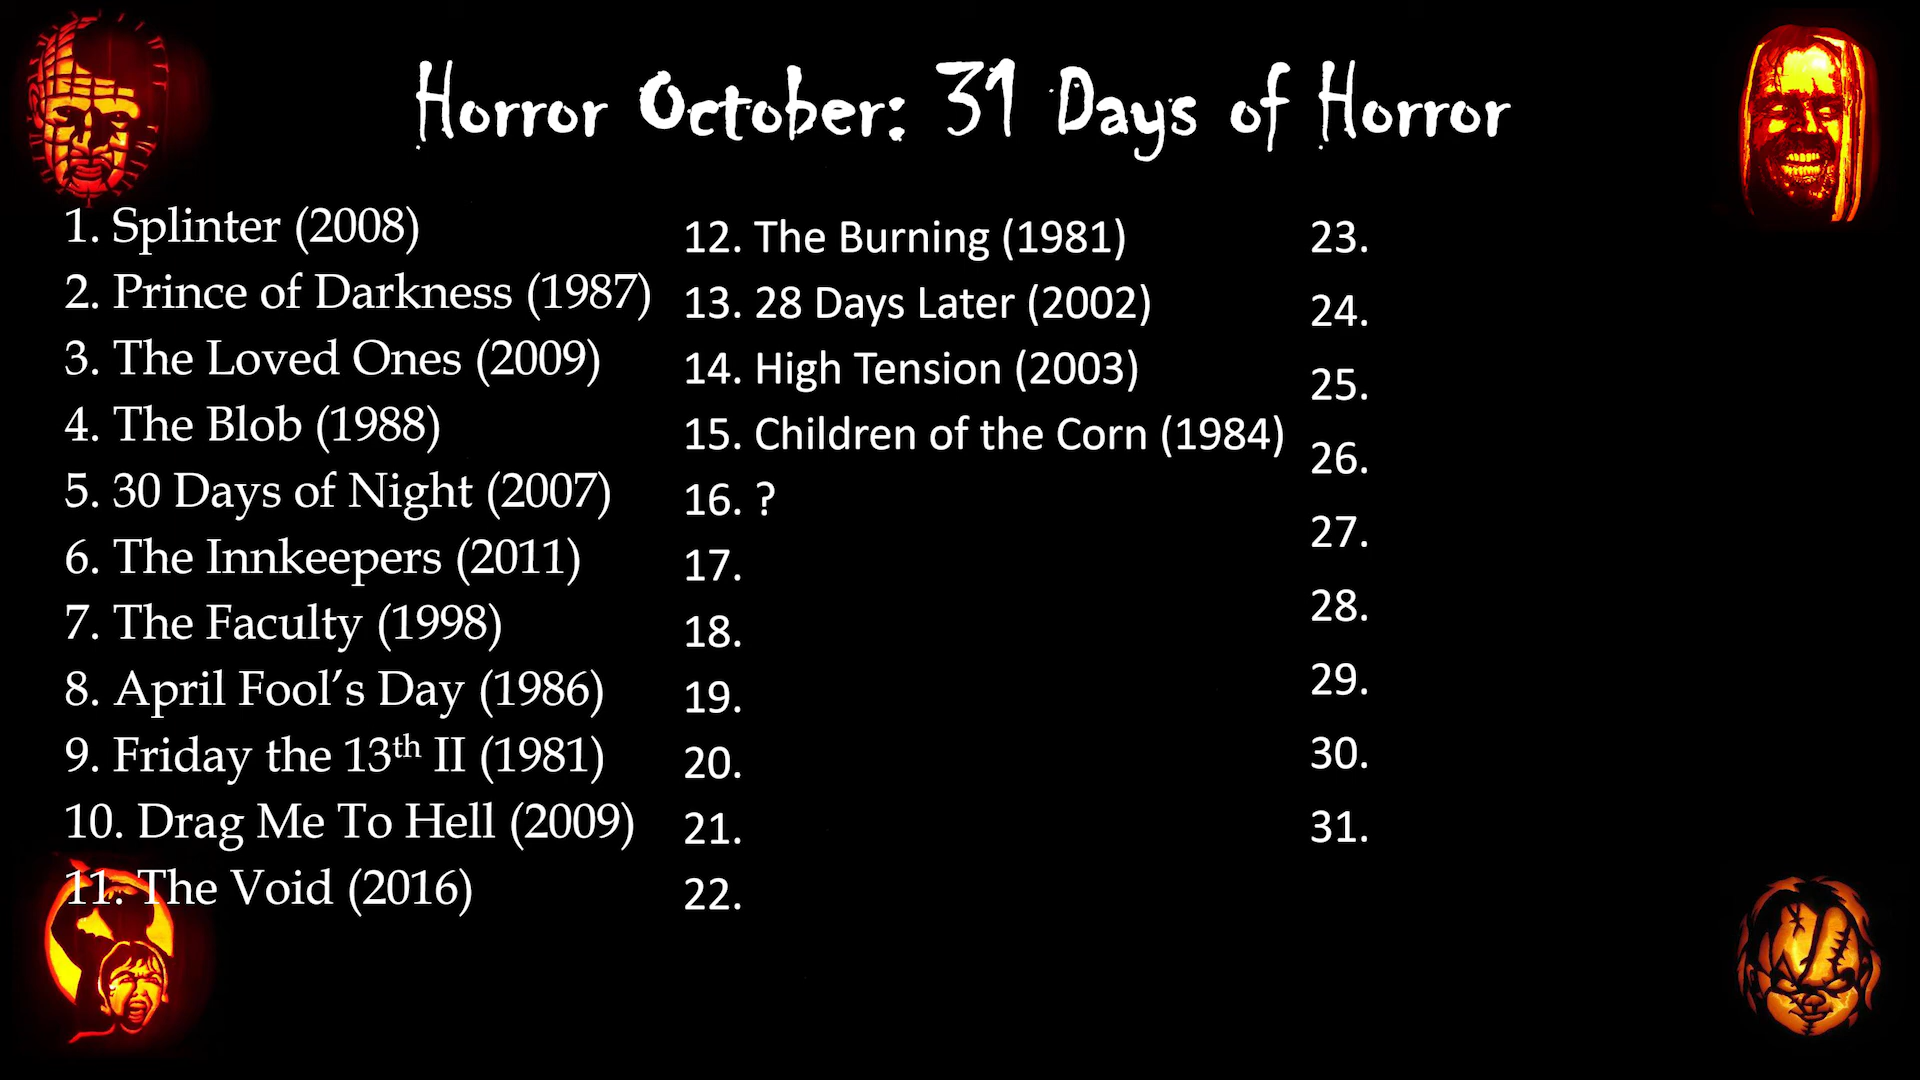 Horror October: 31 Days of Horror
1. Splinter (2008)
2. Prince of Darkness (1987)
3. The Loved Ones (2009)
4. The Blob (1988)
5. 30 Days of Night (2007)
6. The Innkeepers (2011)
7. The Faculty (1998)
8. April Fool’s Day (1986)
9. Friday the 13th II (1981)
10. Drag Me To Hell (2009)
11. The Void (2016)
12. The Burning (1981)
13. 28 Days Later (2002)
14. High Tension (2003)
15. Children of the Corn (1984)
16. ?
17.
18.
19.
20.
21.
22.
23.
24.
25.
26.
27.
28.
29.
30.
31.